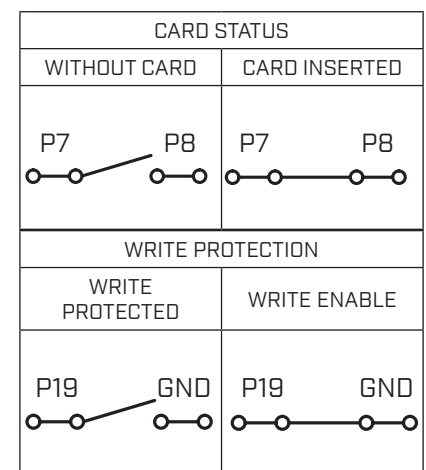 CARD STATUS
WITHOUT CARD CARD INSERTED
P7 P8 P7 P8
WRITE PROTECTION
WRITE
PROTECTED
WRITE ENABLE
P19 GND P19 GND